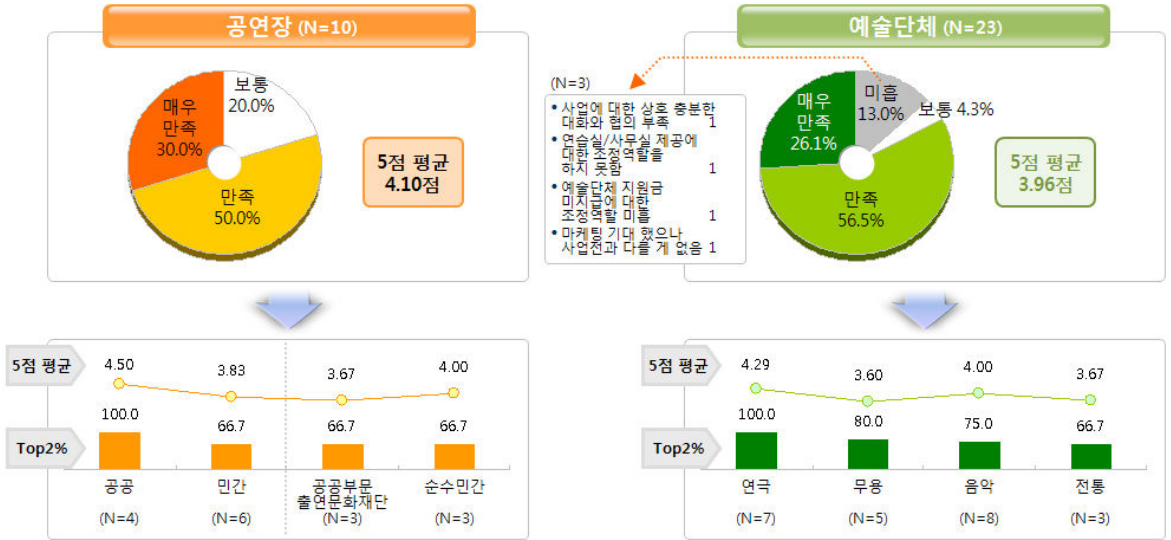 공연장 (N=10)
매우
만족
30.0%
보통
20.0%
만족
50.0%
5점 평균
4.10점
예술단체 (N=23)
(N=3)
• 사업에 대한 상호 충분한
대화와 협의 부족 1
• 연습실/사무실 제공에
대한 조정역할을
하지 못함 1
• 예술단체 지원금
미지급에 대한
조정역할 미흡 1
• 마케팅 기대 했으나
사업전과 다를 게 없음 1
매우
만족
26.1%
미흡
13.0%
보통 4.3%
만족
56.5%
5점 평균
3.96점
5점 평균
4.50 3.83 3.67 4.00
Top2%
100.0 66.7 66.7 66.7
공공 민간 공공부문 순수민간
출연문화재단
(N=4) (N=6) (N=3) (N=3)
5점 평균
4.29 3.60 4.00 3.67
Top2%
100.0 80.0 75.0 66.7
연극 무용 음악 전통
(N=7) (N=5) (N=8) (N=3)